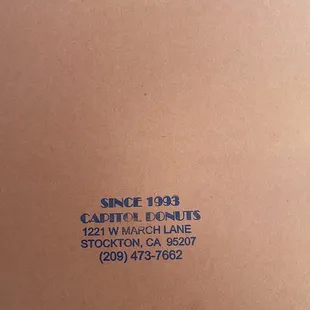 SINCE 1993
CAPITOL DONUTS
1221 W MARCH LANE
STOCKTON, CA 95207
(209) 473-7662